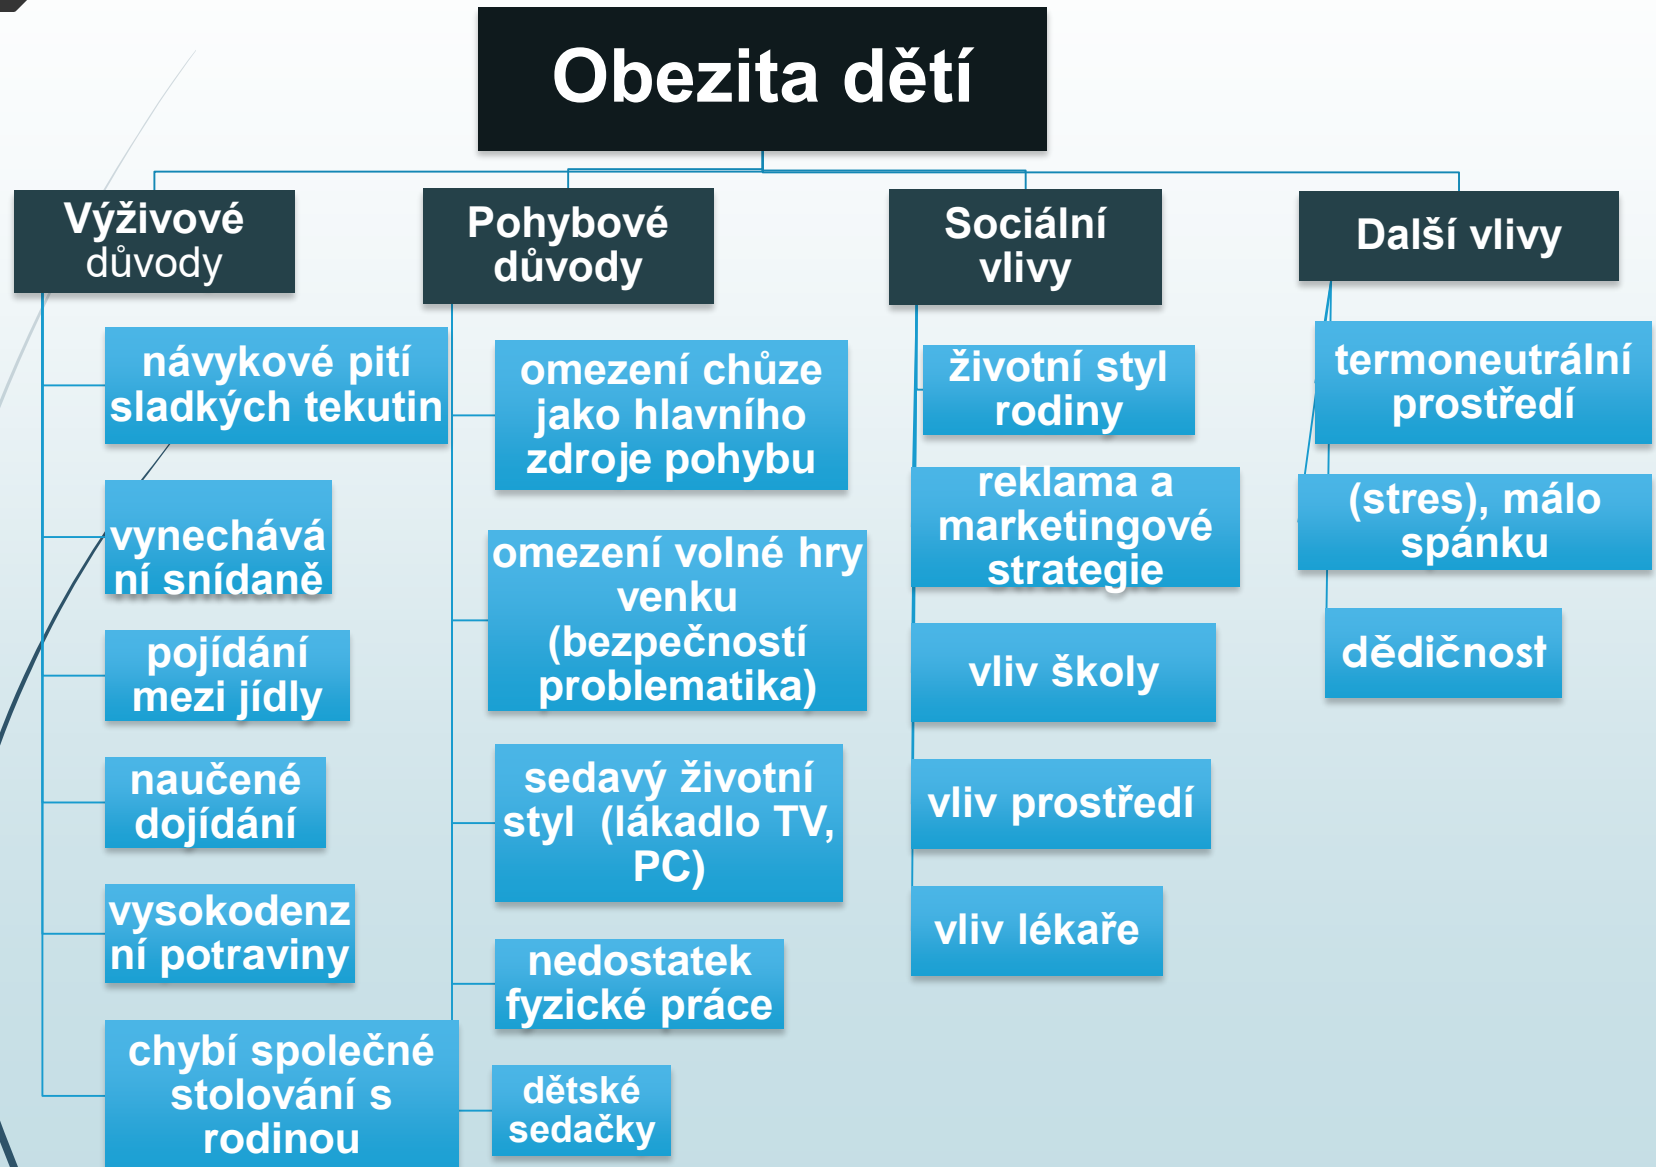 Obezita dětí
Výživové
důvody
návykové pití
sladkých tekutin
vynechává
ní snídaně
pojídání
mezi jídly
naučené
dojídání
vysokodenz
ní potraviny
chybí společné
stolování s
rodinou
Pohybové
důvody
omezení chůze
jako hlavního
zdroje pohybu
omezení volné hry
venku
(bezpečností
problematika)
sedavý životní
styl  (lákadlo TV,
PC)
nedostatek
fyzické práce
dětské
sedačky
Sociální
vlivy
životní styl
rodiny
reklama a
marketingové
strategie
vliv školy
vliv prostředí
vliv lékaře
Další vlivy
termoneutrální
prostředí
(stres), málo
spánku
dědičnost